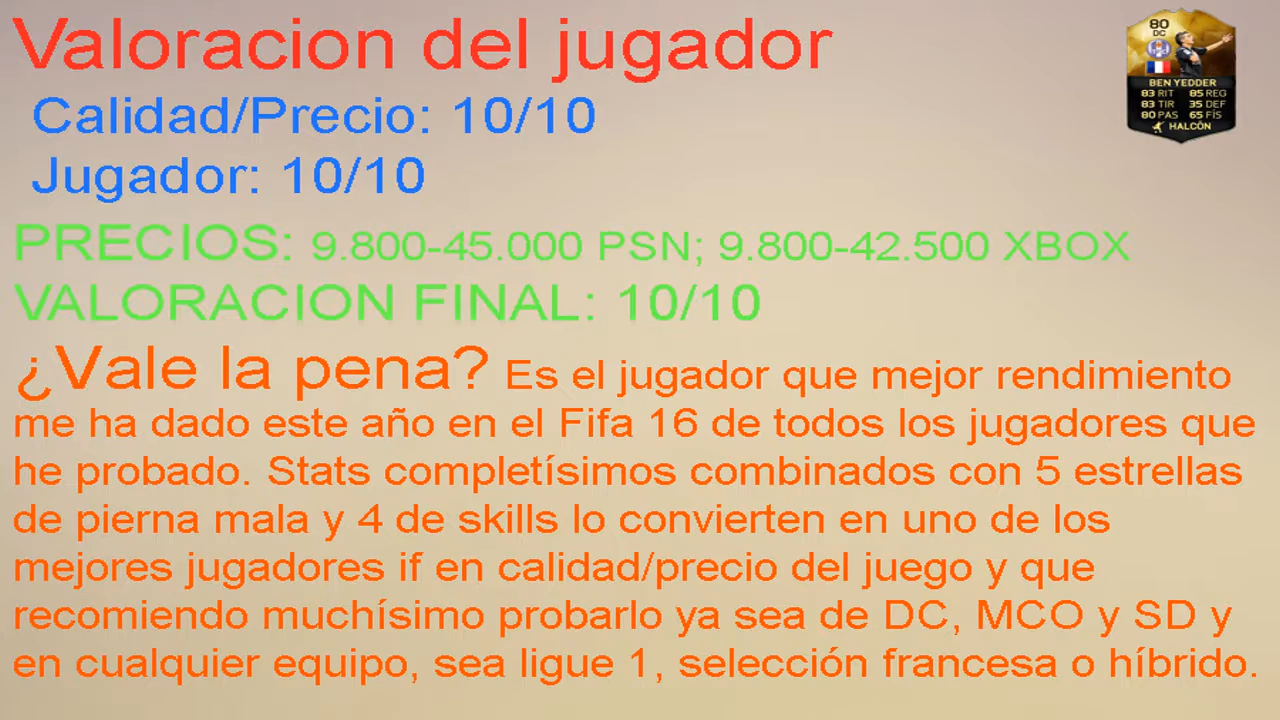 Valoracion del jugador
Calidad/Precio: 10/10
Jugador: 10/10
PRECIOS: 9.800-45.000 PSN; 9.800-42.500 XBOX
VALORACION FINAL: 10/10
¿Vale la pena? Es el jugador que mejor rendimiento
me ha dado este año en el Fifa 16 de todos los jugadores que
he probado. Stats completísimos combinados con 5 estrellas
de pierna mala y 4 de skills lo convierten en uno de los
mejores jugadores if en calidad/precio del juego y que
recomiendo muchísimo probarlo ya sea de DC, MCO y SD y
en cualquier equipo, sea ligue 1, selección francesa o híbrido.
80
DC
BEN YEDDER
83 RIT 85 REG
83 TIR 35 DEF
80 PAS 65 FÍS
HALCÓN